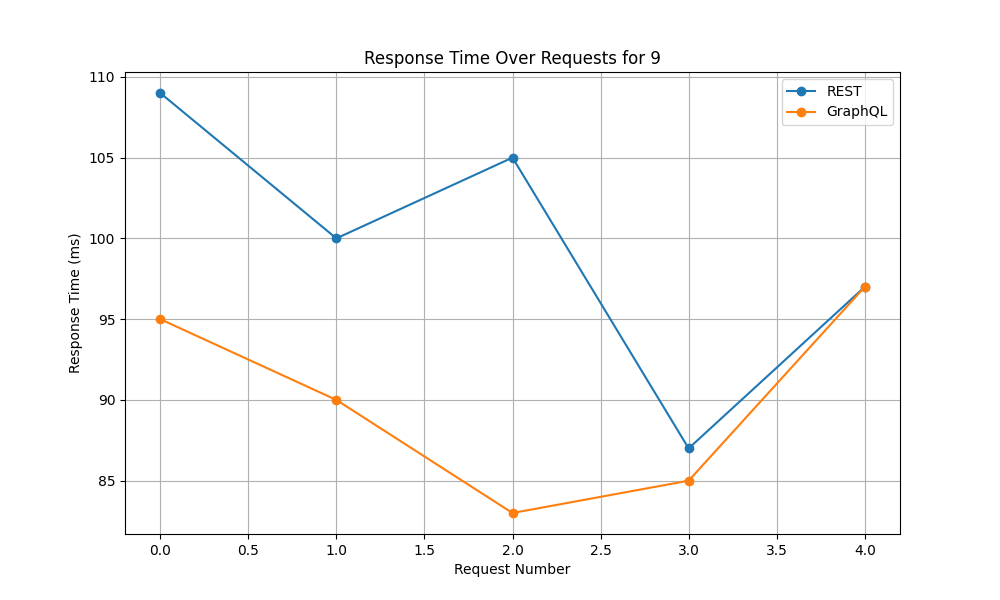 Response Time Over Requests for 9
REST
GraphQL
Response Time (ms)
110
105
100
95
90
85
0.0 0.5 1.0 1.5 2.0 2.5 3.0 3.5 4.0
Request Number